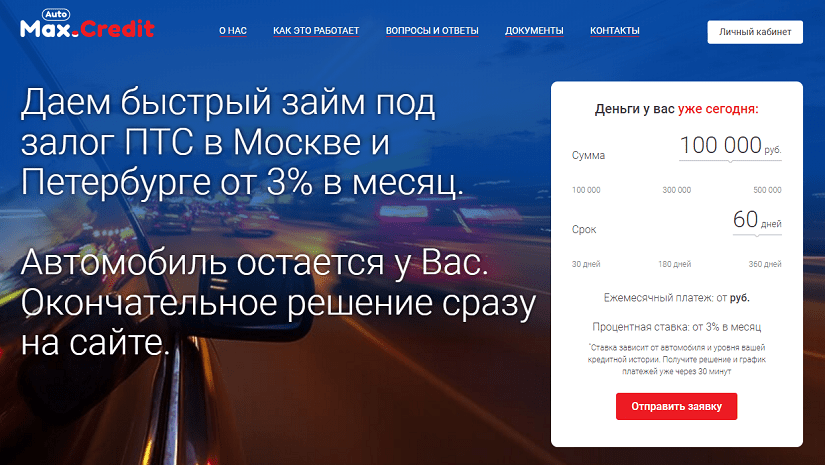 Auto
Max.Credit
О НАС
КАК ЭТО РАБОТАЕТ
ВОПРОСЫ И ОТВЕТЫ
ДОКУМЕНТЫ
КОНТАКТЫ
Личный кабинет
Даем быстрый займ под
залог ПТС в Москве и
Петербурге от 3% в месяц.
Автомобиль остается у Вас.
Окончательное решение сразу
на сайте.
Деньги у вас уже сегодня:
Сумма
100 000 руб.
100 000 300 000 500 000
Срок
60 дней
30 дней 180 дней 360 дней
Ежемесячный платеж: от руб.
Процентная ставка: от 3% в месяц
*Ставка зависит от автомобиля и уровня вашей
кредитной истории. Получите решение и график
платежей уже через 30 минут
Отправить заявку